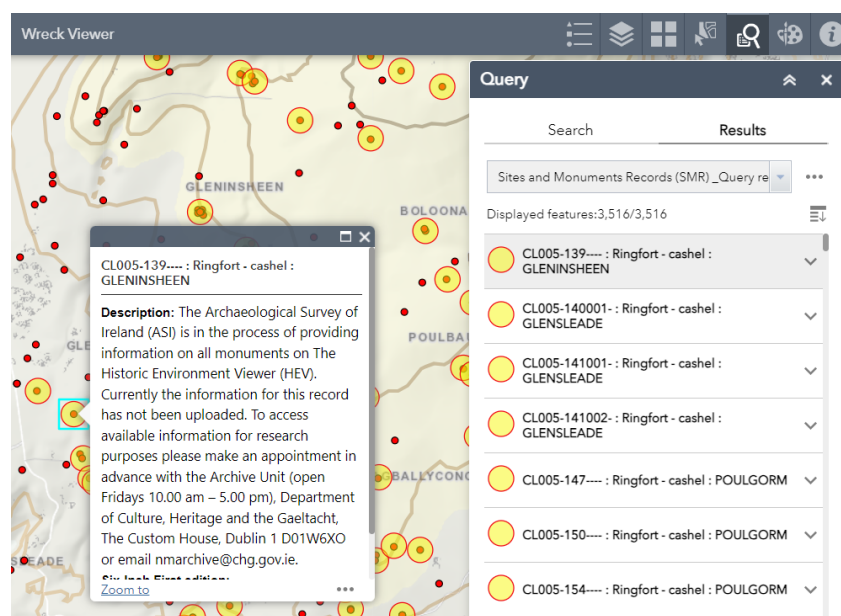 Wreck Viewer
Query
Search
Results
Sites and Monuments Records (SMR) _Query re
Displayed features:3,516/3,516
CL005-139---- : Ringfort - cashel :
GLENINSHEEN
CL005-140001- : Ringfort - cashel :
GLENSLEADE
CL005-141001- : Ringfort - cashel :
GLENSLEADE
CL005-141002- : Ringfort - cashel :
GLENSLEADE
CL005-147---- : Ringfort - cashel : POULGORM
CL005-150---- : Ringfort - cashel : POULGORM
CL005-154---- : Ringfort - cashel : POULGORM
GLENINSHEEN
BOLOONA
POULBA
GLE
BALLYCONG
EADE
CL005-139---- : Ringfort - cashel :
GLENINSHEEN
Description: The Archaeological Survey of
Ireland (ASI) is in the process of providing
information on all monuments on The
Historic Environment Viewer (HEV).
Currently the information for this record
has not been uploaded. To access
available information for research
purposes please make an appointment in
advance with the Archive Unit (open
Fridays 10.00 am – 5.00 pm), Department
of Culture, Heritage and the Gaeltacht,
The Custom House, Dublin 1 D01W6XO
or email nmarchive@chg.gov.ie.
Six Inch First edition:
Zoom to